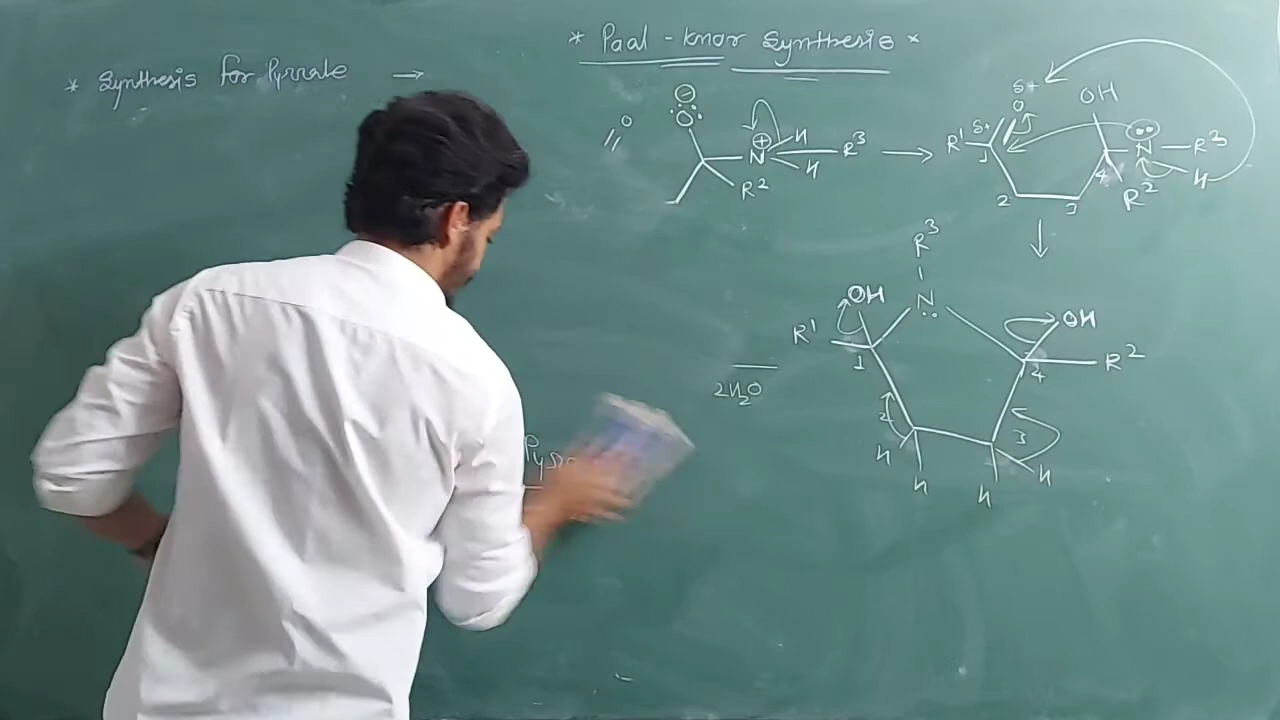 * Paal - Knor Synthesis *
* Synthesis for Pyrrole →
O
⊖
O
⊕
N
H
H
R³
R²
→
δ+
O
OH
R¹
δ+
1
2
3
4
N
R³
H
R²
↓
R³
N
OH
R¹
1
OH
R²
4
2H₂O
2
3
H
H
H
H